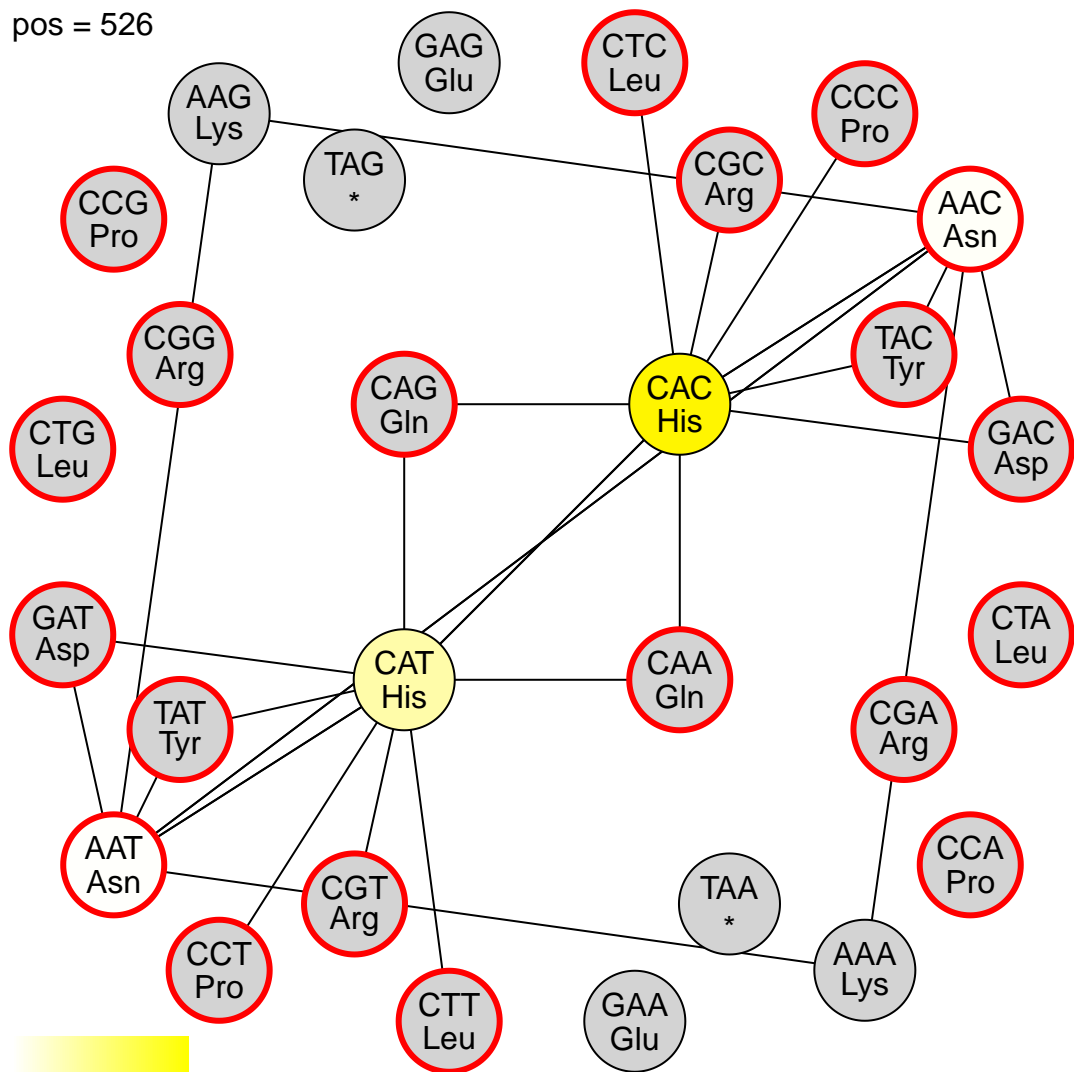 pos = 526
GAG
Glu
CTC
Leu
AAG
Lys
CCC
Pro
TAG
*
CGC
Arg
CCG
Pro
AAC
Asn
CGG
Arg
TAC
Tyr
CAG
Gln
CAC
His
CTG
Leu
GAC
Asp
GAT
Asp
CTA
Leu
CAT
His
CAA
Gln
TAT
Tyr
CGA
Arg
AAT
Asn
CCA
Pro
CGT
Arg
TAA
*
CCT
Pro
AAA
Lys
CTT
Leu
GAA
Glu